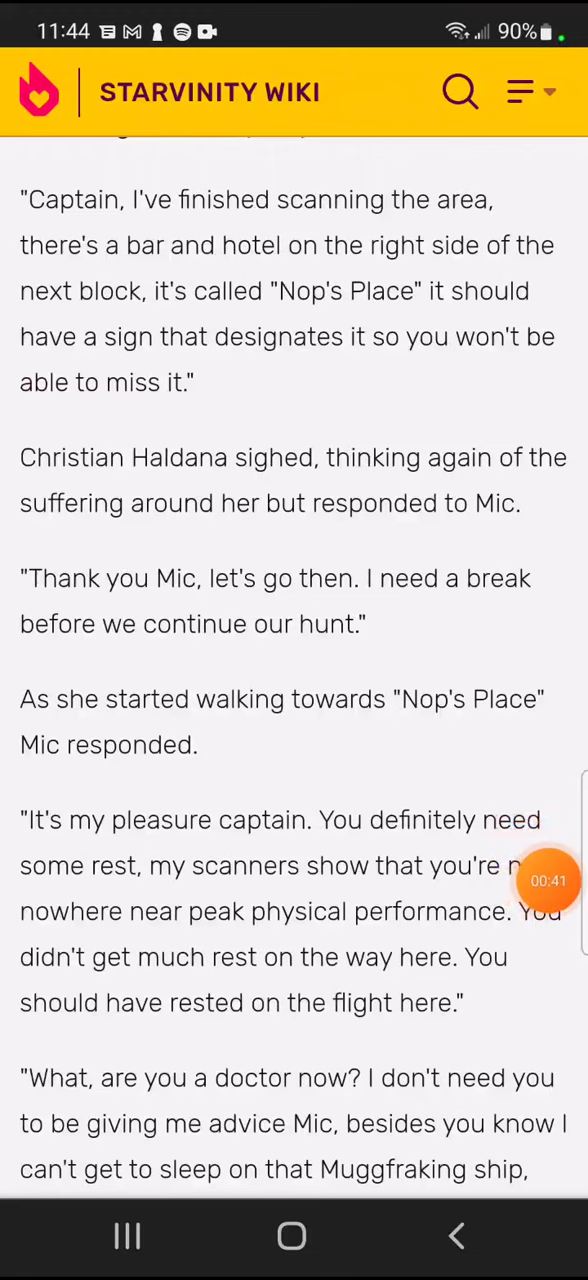 11:44
90%
STARVINITY WIKI
"Captain, I've finished scanning the area,
there's a bar and hotel on the right side of the
next block, it's called "Nop's Place" it should
have a sign that designates it so you won't be
able to miss it."
Christian Haldana sighed, thinking again of the
suffering around her but responded to Mic.
"Thank you Mic, let's go then. I need a break
before we continue our hunt."
As she started walking towards "Nop's Place"
Mic responded.
"It's my pleasure captain. You definitely need
some rest, my scanners show that you're
00:41
nowhere near peak physical performance. You
didn't get much rest on the way here. You
should have rested on the flight here."
"What, are you a doctor now? I don't need you
to be giving me advice Mic, besides you know I
can't get to sleep on that Muggfraking ship,